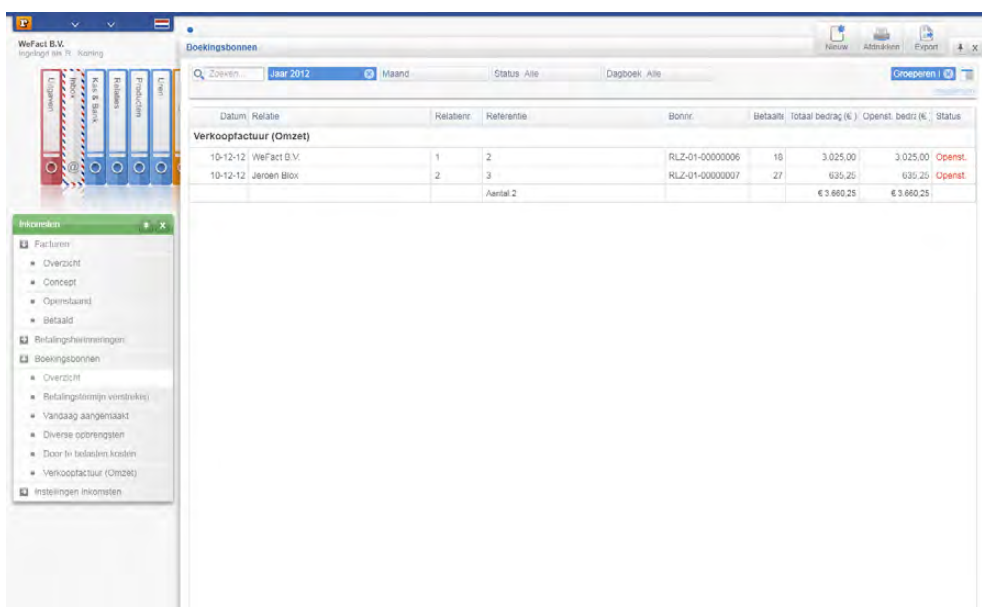 WeFact B.V.
Ingelogd als R. Koning
Uitgaven
Inbox
Kas & Bank
Relaties
Producten
Uren
Inkomsten
Facturen
Overzicht
Concept
Openstaand
Betaald
Betalingsherinneringen
Boekingsbonnen
Overzicht
Betalingstermijn verstreken
Vandaag aangemaakt
Diverse opbrengsten
Door te belasten kosten
Verkoopfactuur (Omzet)
Instellingen Inkomsten
Boekingsbonnen
Nieuw Afdrukken Export
Zoeken... Jaar 2012 Maand Status Alle Dagboek Alle Groeperen
Datum Relatie Relatienr. Referentie Bonnr. Betaalt Totaal bedrag (€) Openst. bedra (€ Status
Verkoopfactuur (Omzet)
10-12-12 WeFact B.V. 1 2 RLZ-01-00000006 18 3.025,00 3.025,00 Openst.
10-12-12 Jeroen Blox 2 3 RLZ-01-00000007 27 635,25 635,25 Openst.
Aantal 2 € 3.660,25 € 3.660,25